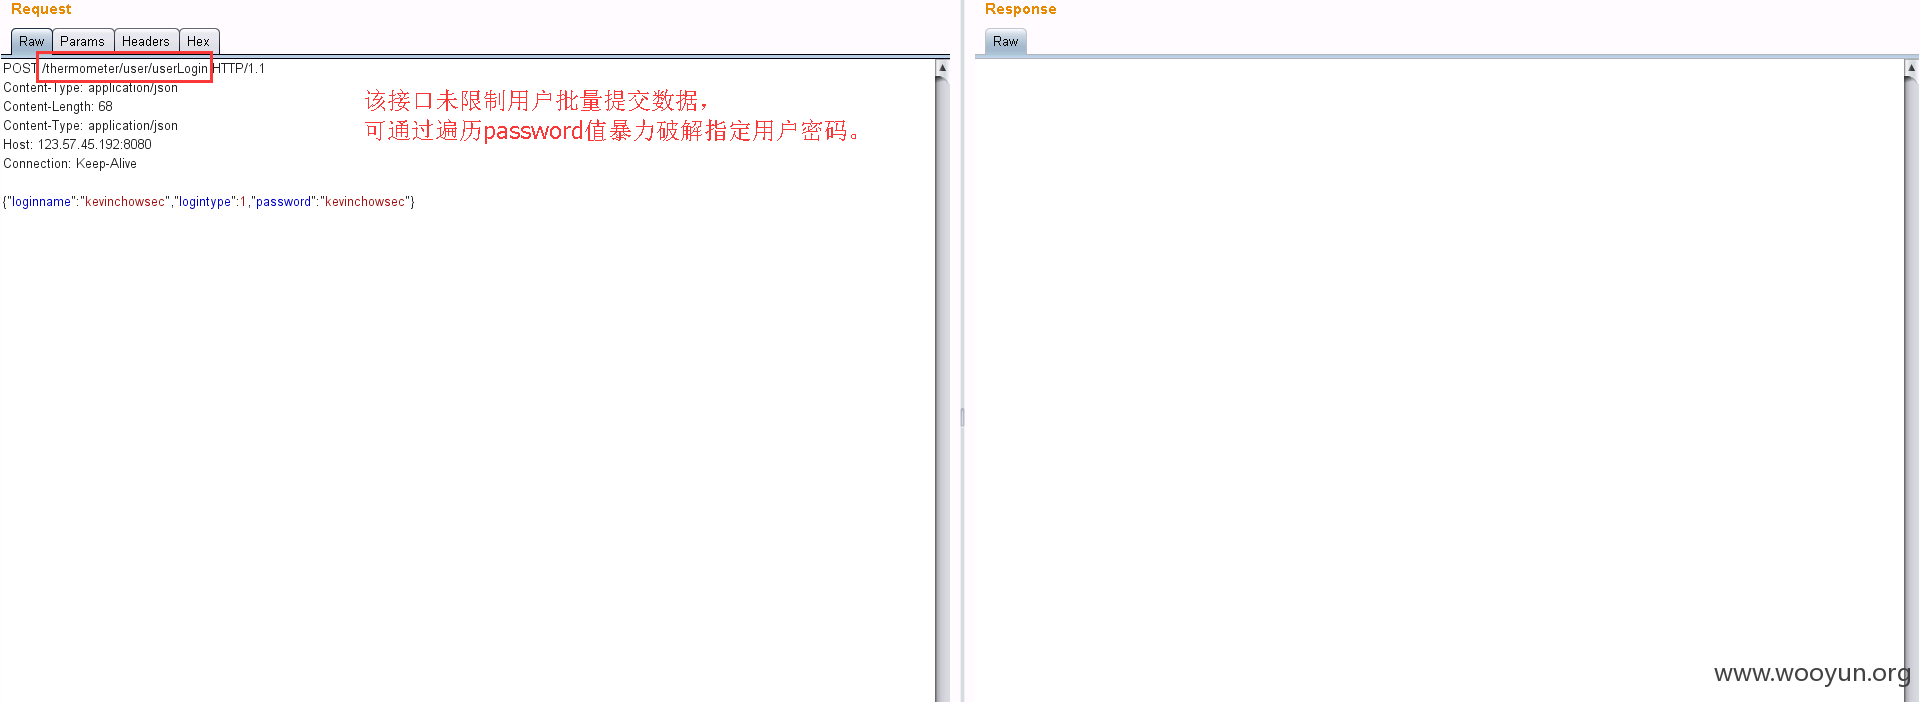 Request
Raw Params Headers Hex
POST /thermometer/user/userLogin HTTP/1.1
Content-Type: application/json
Content-Length: 68
Content-Type: application/json
Host: 123.57.45.192:8080
Connection: Keep-Alive
{"loginname":"kevinchowsec","logintype":1,"password":"kevinchowsec"}
该接口未限制用户批量提交数据，
可通过遍历password值暴力破解指定用户密码。
Response
Raw
www.wooyun.org